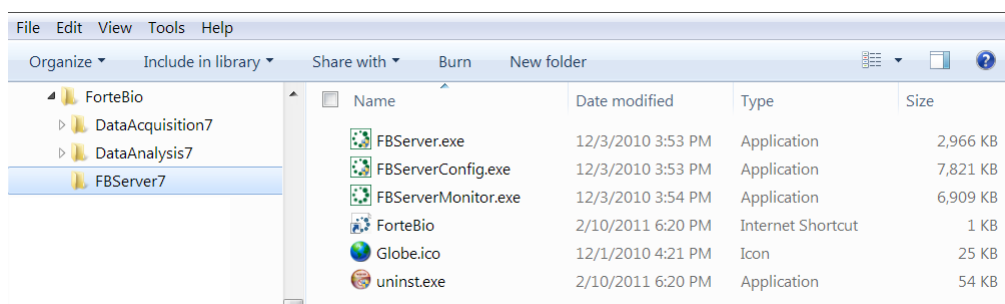 File Edit View Tools Help
Organize Include in library Share with Burn New folder
ForteBio
DataAcquisition7
DataAnalysis7
FBServer7
Name Date modified Type Size
FBServer.exe 12/3/2010 3:53 PM Application 2,966 KB
FBServerConfig.exe 12/3/2010 3:53 PM Application 7,821 KB
FBServerMonitor.exe 12/3/2010 3:54 PM Application 6,909 KB
ForteBio 2/10/2011 6:20 PM Internet Shortcut 1 KB
Globe.ico 12/1/2010 4:21 PM Icon 25 KB
uninst.exe 2/10/2011 6:20 PM Application 54 KB